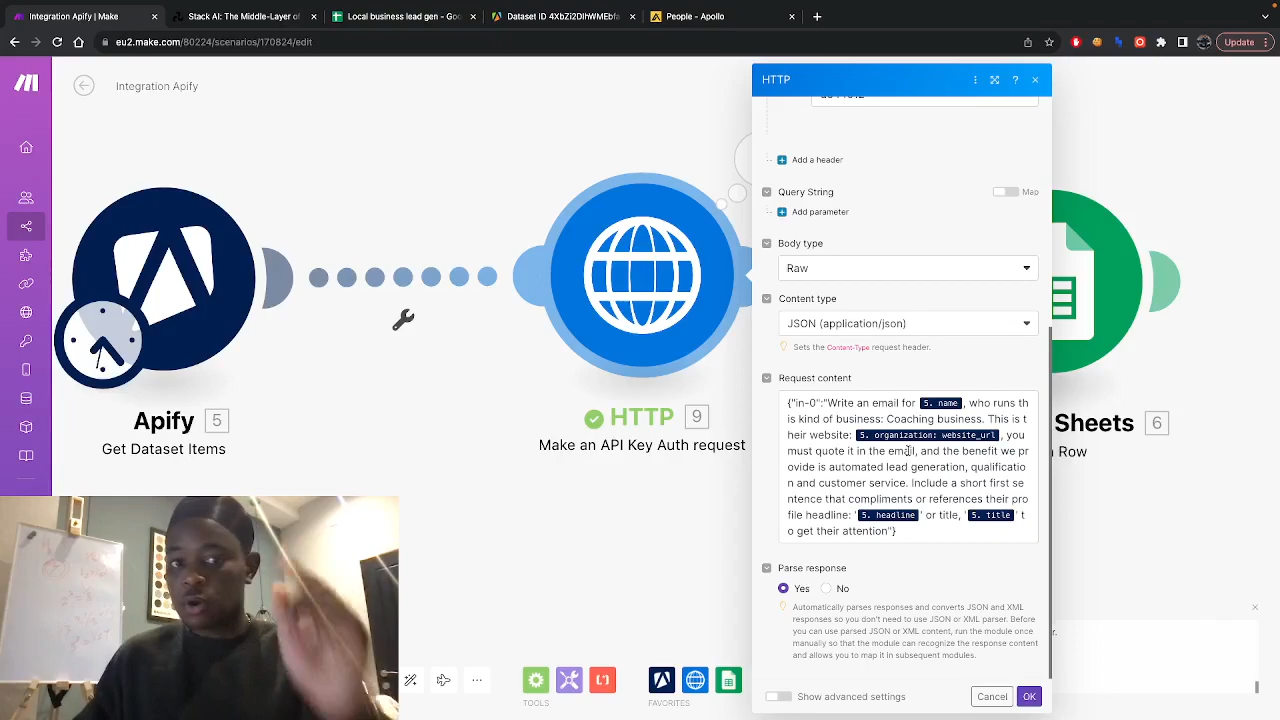 Integration Apify | Make
Stack AI: The Middle-Layer of
Local business lead gen - Goo
Dataset ID 4XbZi2DIhWMEbfa
People - Apollo
eu2.make.com/80224/scenarios/170824/edit
Update
Integration Apify
HTTP
Add a header
Query String
Map
Add parameter
Body type
Raw
Content type
JSON (application/json)
Sets the Content-Type request header.
Request content
{"in-0":"Write an email for 5. name, who runs th
is kind of business: Coaching business. This is t
heir website: 5. organization: website_url, you
must quote it in the email, and the benefit we pro
vide is automated lead generation, qualificatio
n and customer service. Include a short first se
ntence that compliments or references their pro
file headline: '5. headline' or title, '5. title' t
o get their attention"}
Parse response
Yes
No
Automatically parses responses and converts JSON and XML
responses so you don't need to use JSON or XML parser. Before
you can use parsed JSON or XML content, run the module once
manually so that the module can recognize the response content
and allows you to map it in subsequent modules.
Show advanced settings
Cancel
OK
Apify 5
Get Dataset Items
HTTP 9
Make an API Key Auth request
Sheets 6
Row
TOOLS
FAVORITES